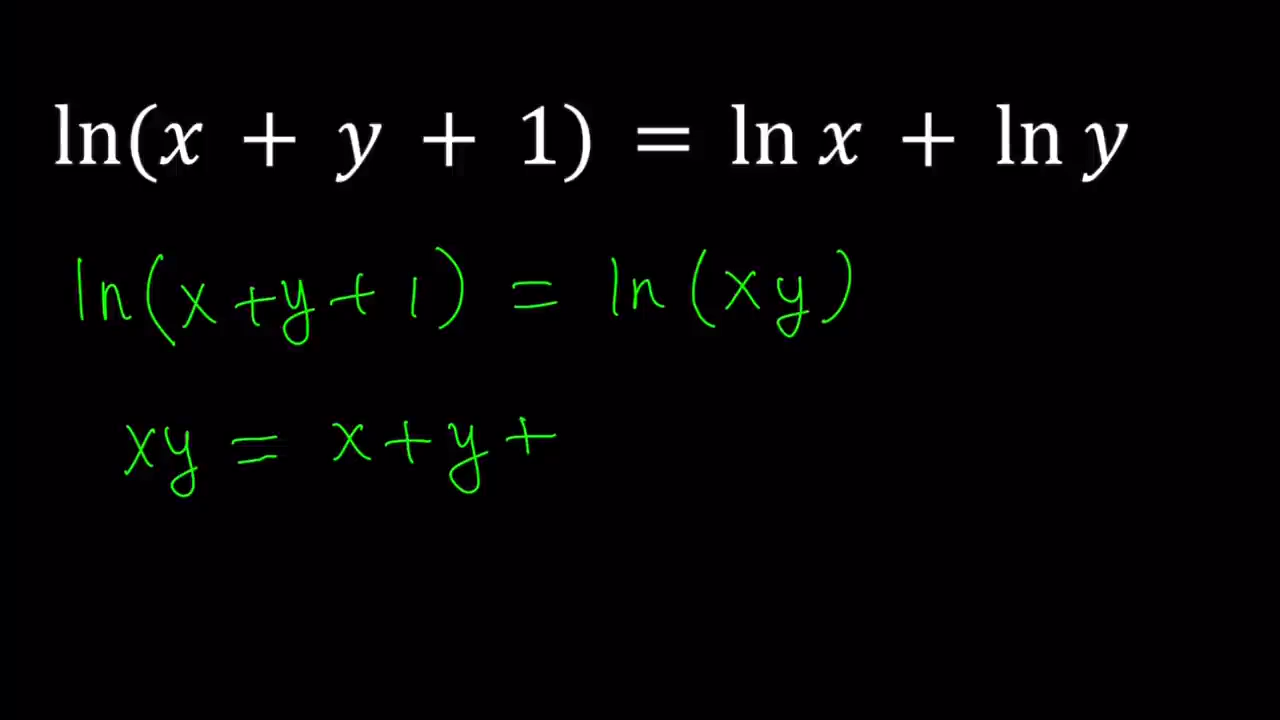 ln(x + y + 1) = ln x + ln y
ln(x+y+1) = ln(xy)
xy = x+y+